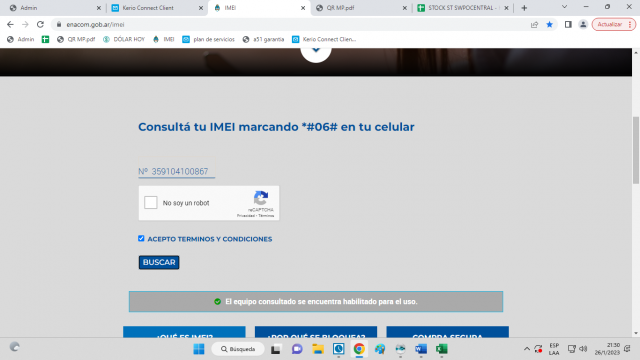 Admin
Kerio Connect Client
IMEI
QR MP.pdf
STOCK ST SWPOCENTRAL -
enacom.gob.ar/imei
Actualizar
Admin
QR MP.pdf
DÓLAR HOY
IMEI
plan de servicios
a51 garantia
Kerio Connect Clien...
Consultá tu IMEI marcando *#06# en tu celular
Nº 359104100867
No soy un robot
reCAPTCHA
Privacidad - Términos
ACEPTO TERMINOS Y CONDICIONES
BUSCAR
El equipo consultado se encuentra habilitado para el uso.
¿QUÉ ES IMEI?
¿POR QUÉ SE BLOQUEA?
COMPRA SEGURA
Búsqueda
ESP
LAA
21:30
26/1/2023